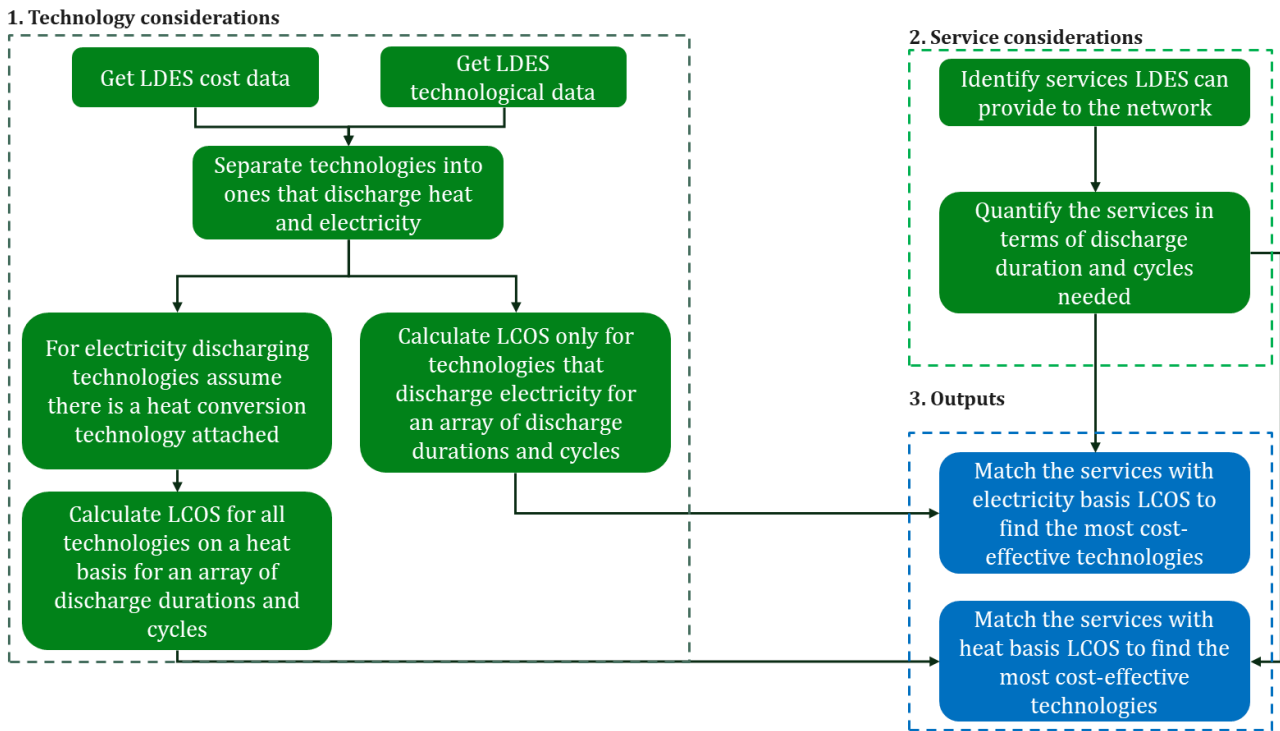 1. Technology considerations
Get LDES cost data
Get LDES
technological data
Separate technologies into
ones that discharge heat
and electricity
For electricity discharging
technologies assume
there is a heat conversion
technology attached
Calculate LCOS only for
technologies that
discharge electricity for
an array of discharge
durations and cycles
Calculate LCOS for all
technologies on a heat
basis for an array of
discharge durations and
cycles
2. Service considerations
Identify services LDES can
provide to the network
Quantify the services in
terms of discharge
duration and cycles
needed
3. Outputs
Match the services with
electricity basis LCOS to
find the most cost-
effective technologies
Match the services with
heat basis LCOS to find the
most cost-effective
technologies